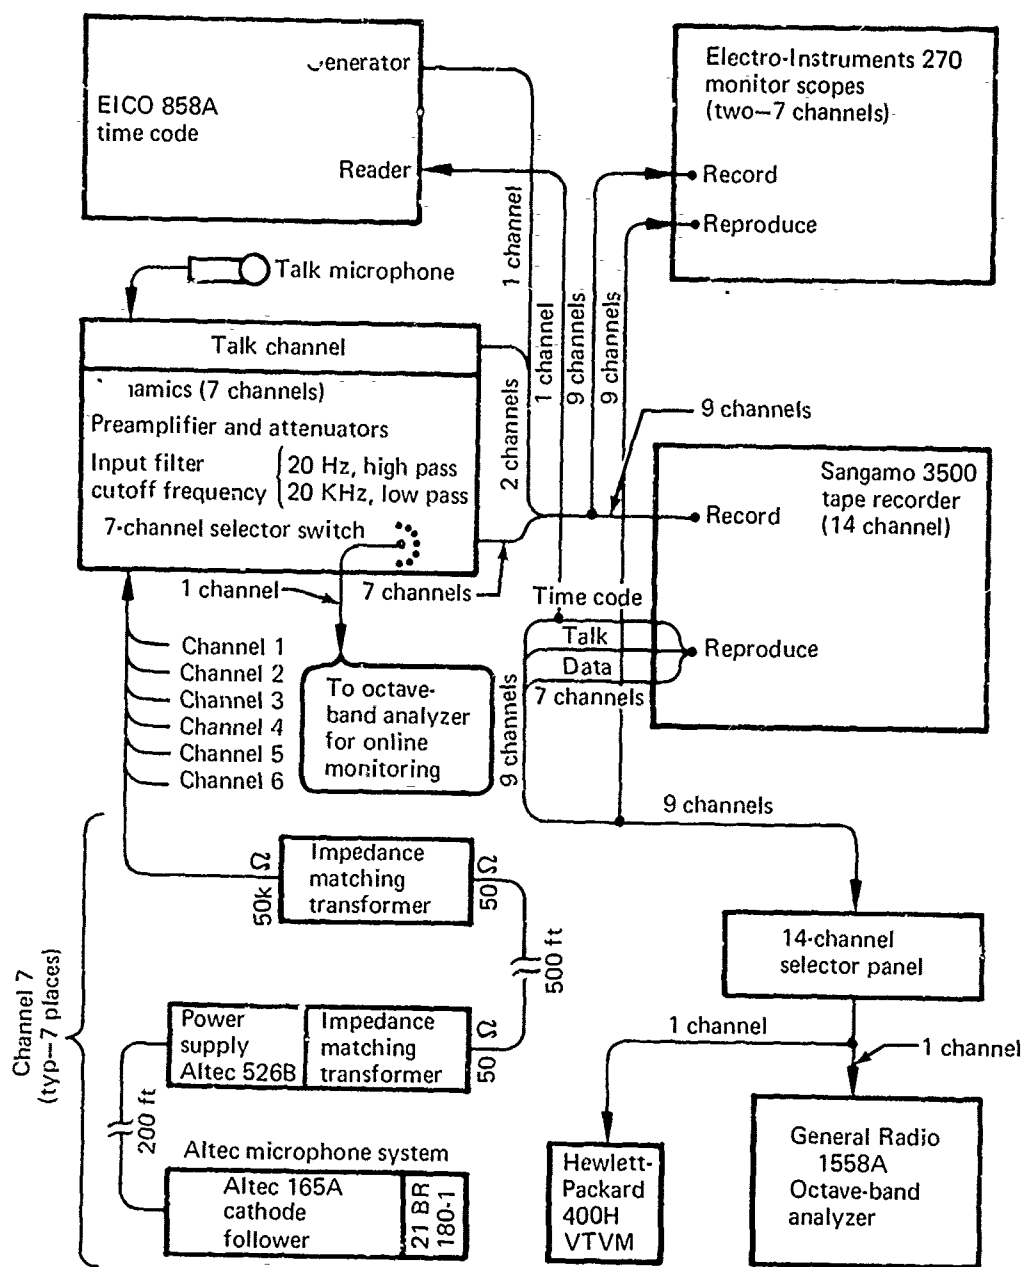 enerator
EICO 858A
time code
Reader
Electro-Instruments 270
monitor scopes
(two–7 channels)
Record
Reproduce
Talk microphone
1 channel
1 channel
9 channels
9 channels
Talk channel
namics (7 channels)
Preamplifier and attenuators
Input filter
cutoff frequency
20 Hz, high pass
20 KHz, low pass
7-channel selector switch
2 channels
9 channels
Sangamo 3500
tape recorder
(14 channel)
Record
Reproduce
1 channel
7 channels
Time code
Talk
Data
7 channels
9 channels
Channel 1
Channel 2
Channel 3
Channel 4
Channel 5
Channel 6
To octave-
band analyzer
for online
monitoring
9 channels
Channel 7
(typ–7 places)
50k Ω
Impedance
matching
transformer
50 Ω
500 ft
Power
supply
Altec 526B
Impedance
matching
transformer
50 Ω
200 ft
Altec microphone system
Altec 165A
cathode
follower
21 BR
180-1
14-channel
selector panel
1 channel
1 channel
Hewlett-
Packard
400H
VTVM
General Radio
1558A
Octave-band
analyzer